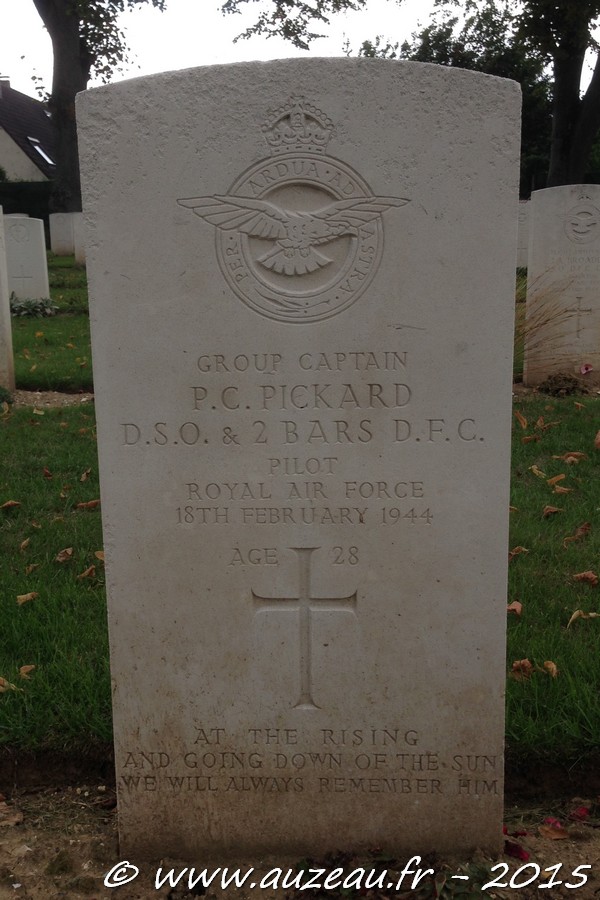 PER · ARDUA · AD · ASTRA
GROUP CAPTAIN
P. C. PICKARD
D.S.O. & 2 BARS D.F.C.
PILOT
ROYAL AIR FORCE
18TH FEBRUARY 1944
AGE 28
AT THE RISING
AND GOING DOWN OF THE SUN
WE WILL ALWAYS REMEMBER HIM
© www.auzeau.fr - 2015